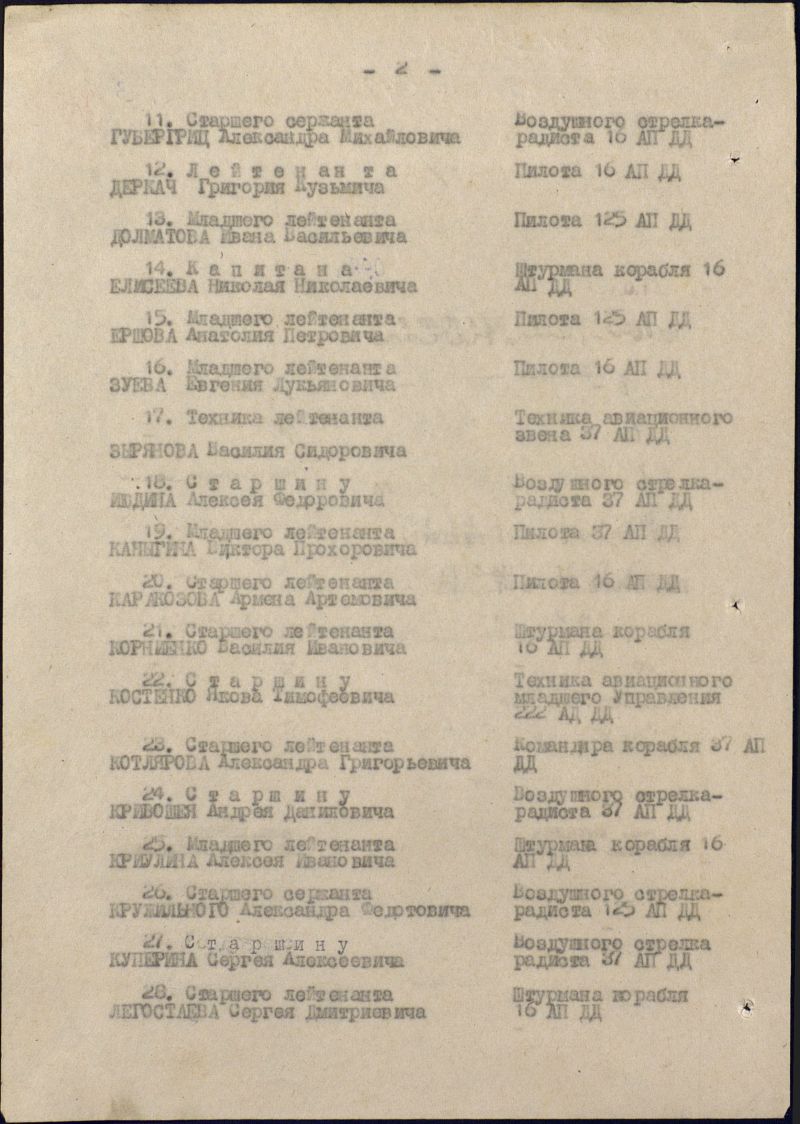 - 2 -
11. Старшего сержанта Воздушного стрелка-
ГУБЕРГРИЦ Александра Михайловича радиста 16 АП ДД
12. Л е й т е н а н т а Пилота 16 АП ДД
ДЕРКАЧ Григория Кузьмича
13. Младшего лейтенанта Пилота 125 АП ДД
ДОЛМАТОВА Ивана Васильевича
14. К а п и т а н а Штурмана корабля 16
ЕЛИСЕЕВА Николая Николаевича АП ДД
15. Младшего лейтенанта Пилота 125 АП ДД
ЕРШОВА Анатолия Петровича
16. Младшего лейтенанта Пилота 16 АП ДД
ЗУЕВА Евгения Лукьяновича
17. Техника лейтенанта Техника авиационного
звена 37 АП ДД
ЗЫРЯНОВА Василия Сидоровича
18. С т а р ш и н у Воздушного стрелка-
ИЮДИНА Алексея Федоровича радиста 37 АП ДД
19. Младшего лейтенанта Пилота 37 АП ДД
КАНЫГИНА Виктора Прохоровича
20. Старшего лейтенанта Пилота 16 АП ДД
КАРАКОЗОВА Армена Артемовича
21. Старшего лейтенанта Штурмана корабля
КОРНИЕНКО Василия Ивановича 16 АП ДД
22. С т а р ш и н у Техника авиационного
КОСТЕНКО Якова Тимофеевича младшего Управления
222 АД ДД
23. Старшего лейтенанта Командира корабля 37 АП
КОТЛЯРОВА Александра Григорьевича ДД
24. С т а р ш и н у Воздушного стрелка-
КРИВОШЕЯ Андрея Даниловича радиста 37 АП ДД
25. Младшего лейтенанта Штурмана корабля 16
КРИУЛИНА Алексея Ивановича АП ДД
26. Старшего сержанта Воздушного стрелка-
КРУЖИЛЬНОГО Александра Федотовича радиста 125 АП ДД
27. С т а р ш и н у Воздушного стрелка
КУПЕРИНА Сергея Алексеевича радиста 37 АП ДД
28. Старшего лейтенанта Штурмана корабля
ЛЕГОСТАЕВА Сергея Дмитриевича 16 АП ДД